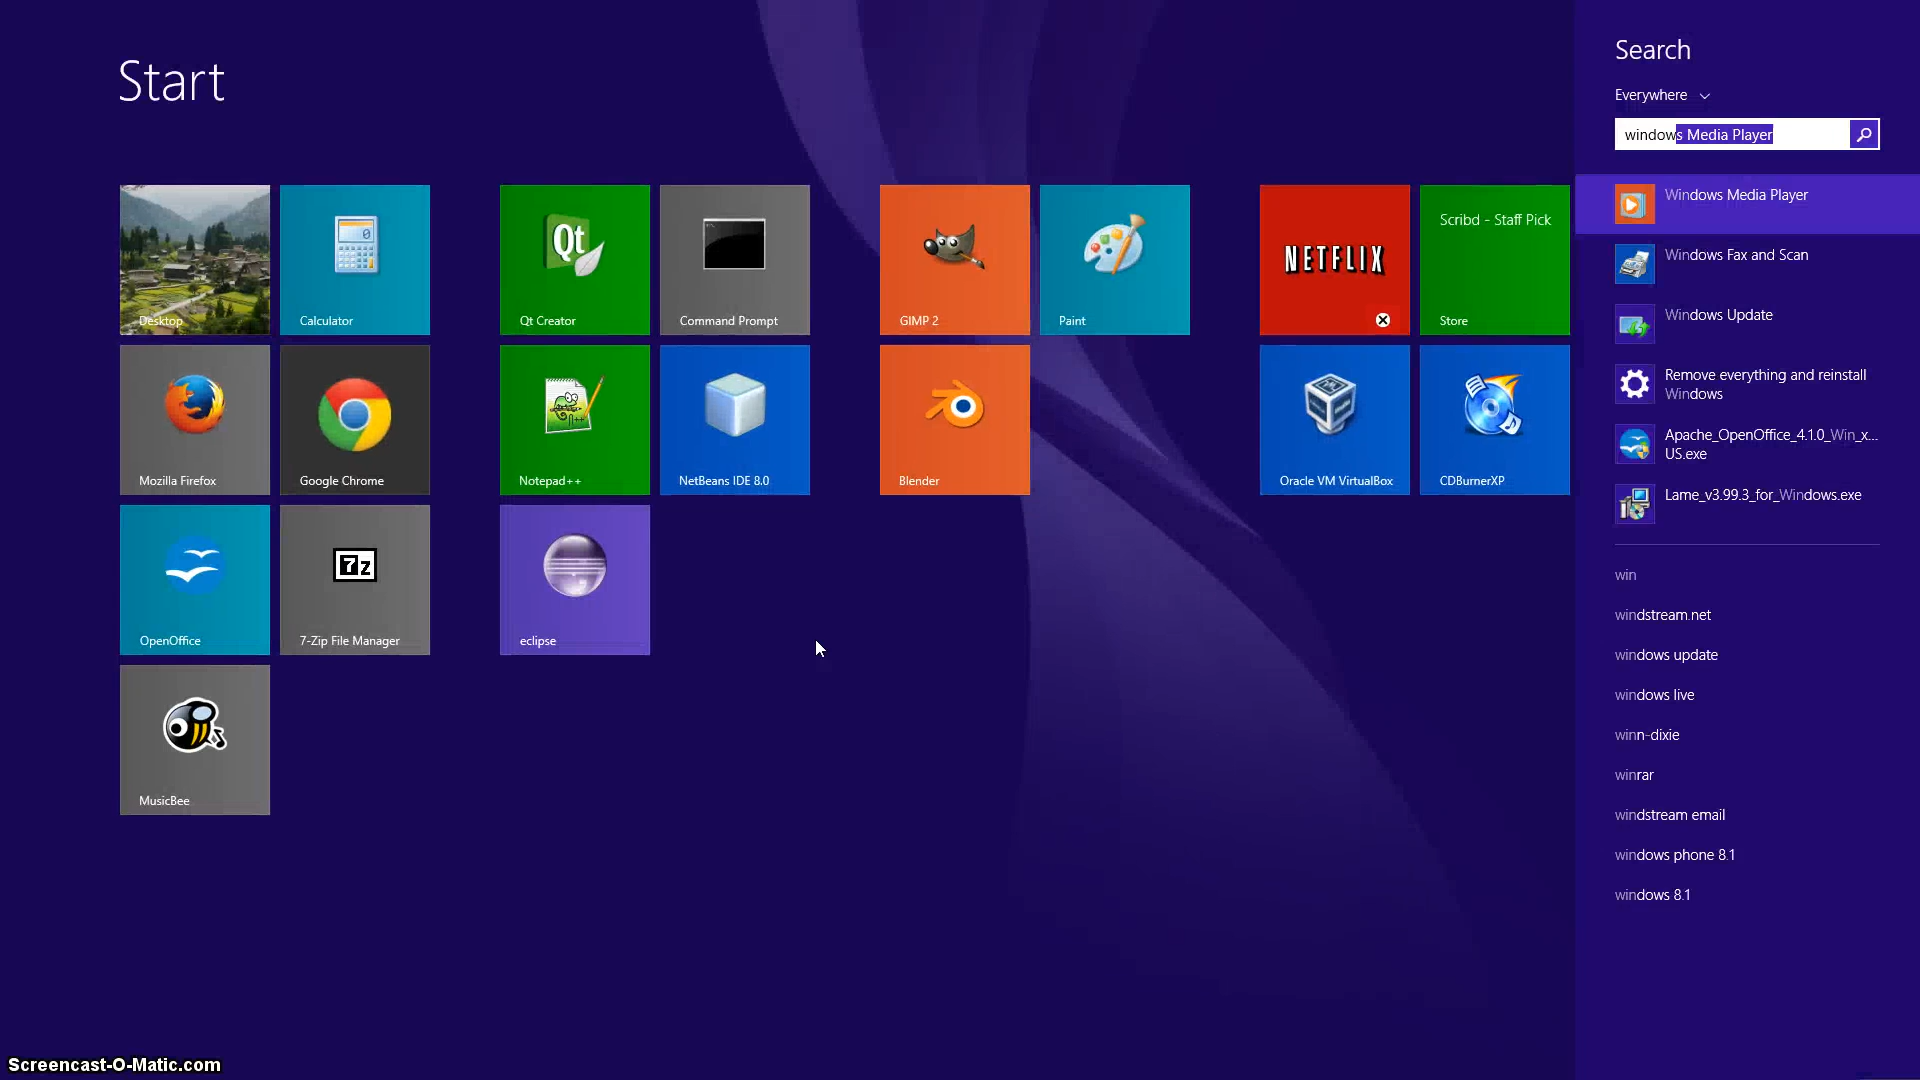 Start
Desktop
Calculator
Qt
Qt Creator
Command Prompt
GIMP 2
Paint
NETFLIX
Scribd - Staff Pick
Store
Mozilla Firefox
Google Chrome
Notepad++
NetBeans IDE 8.0
Blender
Oracle VM VirtualBox
CDBurnerXP
OpenOffice
7z
7-Zip File Manager
eclipse
MusicBee
Search
Everywhere
windows Media Player
Windows Media Player
Windows Fax and Scan
Windows Update
Remove everything and reinstall
Windows
Apache_OpenOffice_4.1.0_Win_x...
US.exe
Lame_v3.99.3_for_Windows.exe
win
windstream.net
windows update
windows live
winn-dixie
winrar
windstream email
windows phone 8.1
windows 8.1
Screencast-O-Matic.com